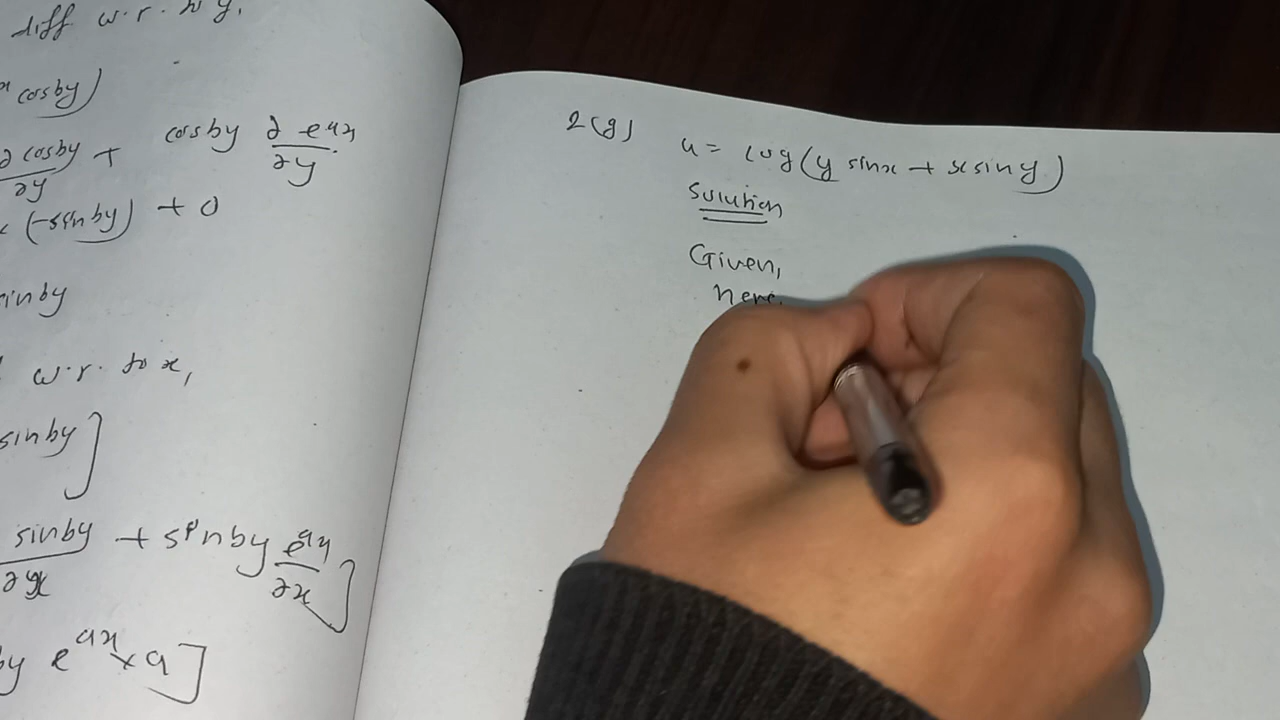 diff w.r. to y,
cosby)
∂ cosby/∂y + cosby ∂ e^ax/∂y
(-sinby) + 0
sinby
w.r. to x,
sinby]
sinby/∂x + sinby e^ax/∂x]
by e^ax × a]
2(g) u = log(y sinx + x siny)
Solution
Given,
here,